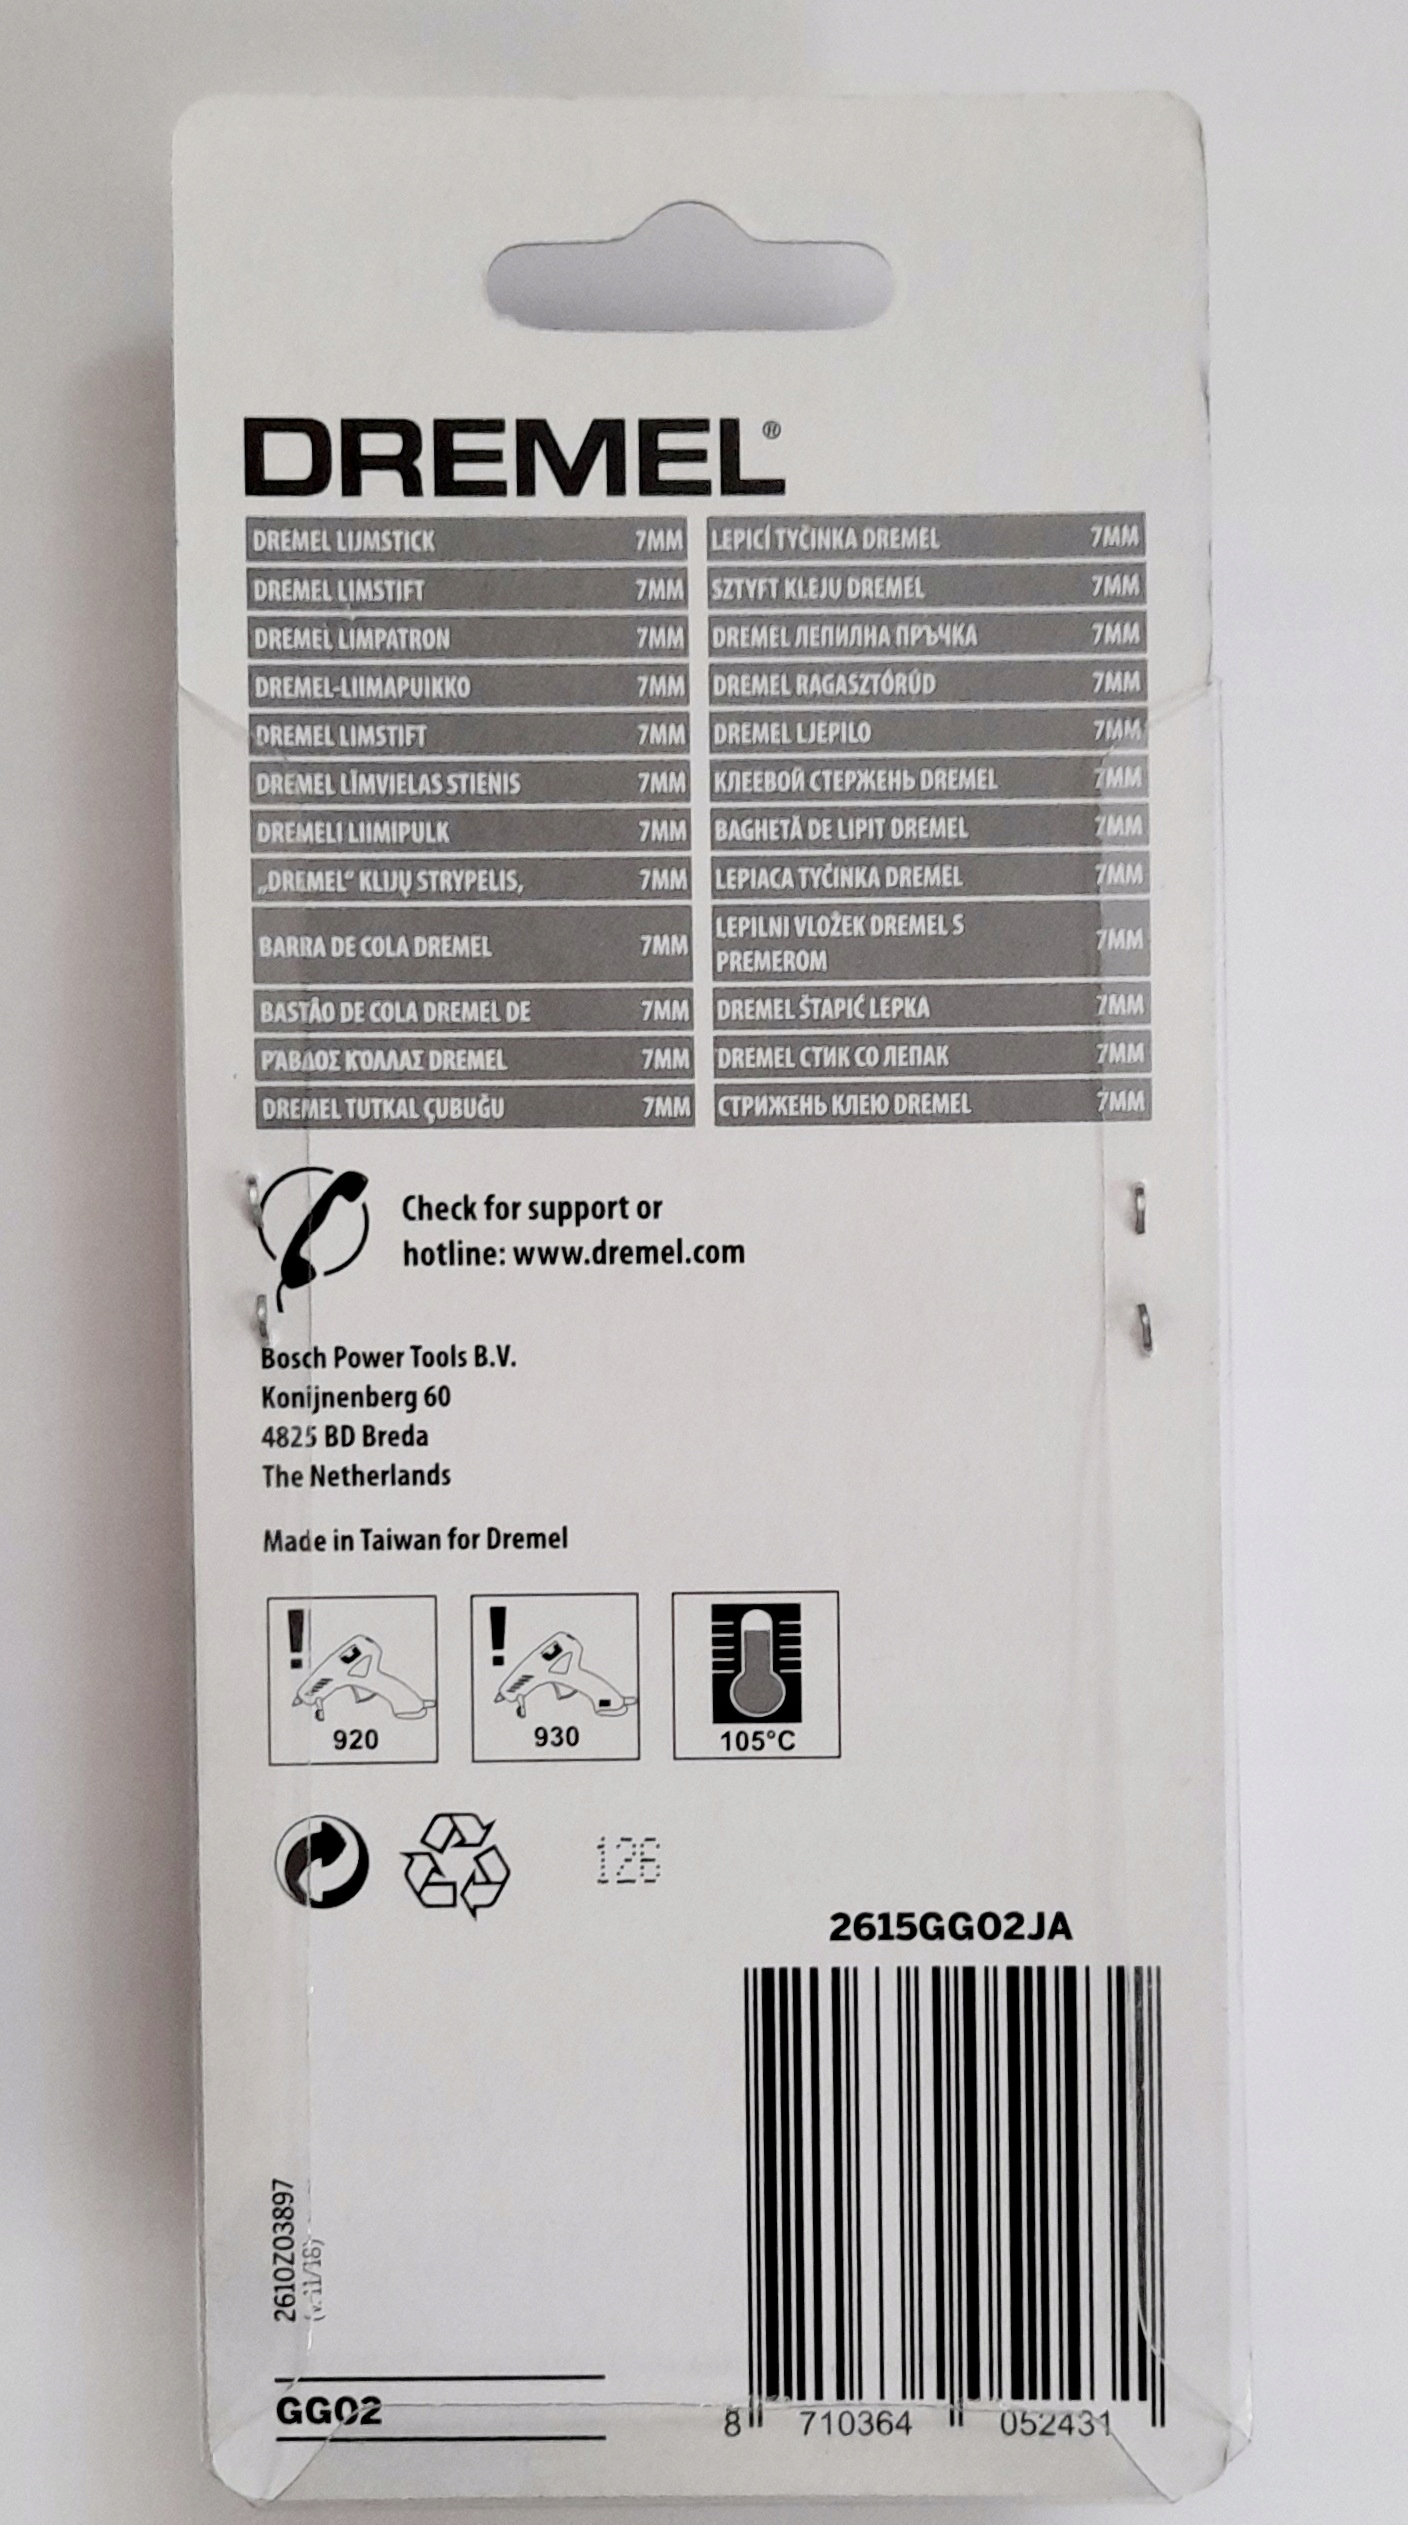 DREMEL®
DREMEL LIJMSTICK 7MM
DREMEL LIMSTIFT 7MM
DREMEL LIMPATRON 7MM
DREMEL-LIIMAPUIKKO 7MM
DREMEL LIMSTIFT 7MM
DREMEL LĪMVIELAS STIENIS 7MM
DREMELI LIIMIPULK 7MM
„DREMEL“ KLIJŲ STRYPELIS, 7MM
BARRA DE COLA DREMEL 7MM
BASTÃO DE COLA DREMEL DE 7MM
ΡΆΒΔΟΣ ΚΌΛΛΑΣ DREMEL 7MM
DREMEL TUTKAL ÇUBUĞU 7MM
LEPICÍ TYČINKA DREMEL 7MM
SZTYFT KLEJU DREMEL 7MM
DREMEL ЛЕПИЛНА ПРЪЧКА 7MM
DREMEL RAGASZTÓRÚD 7MM
DREMEL LJEPILO 7MM
КЛЕЕВОЙ СТЕРЖЕНЬ DREMEL 7MM
BAGHETĂ DE LIPIT DREMEL 7MM
LEPIACA TYČINKA DREMEL 7MM
LEPILNI VLOŽEK DREMEL S
PREMEROM 7MM
DREMEL ŠTAPIĆ LEPKA 7MM
DREMEL СТИК СО ЛЕПАК 7MM
СТРИЖЕНЬ КЛЕЮ DREMEL 7MM
Check for support or
hotline: www.dremel.com
Bosch Power Tools B.V.
Konijnenberg 60
4825 BD Breda
The Netherlands
Made in Taiwan for Dremel
! 920
! 930
105°C
126
2615GG02JA
2610Z03897
(v-11/18)
GG02
8 710364 052431